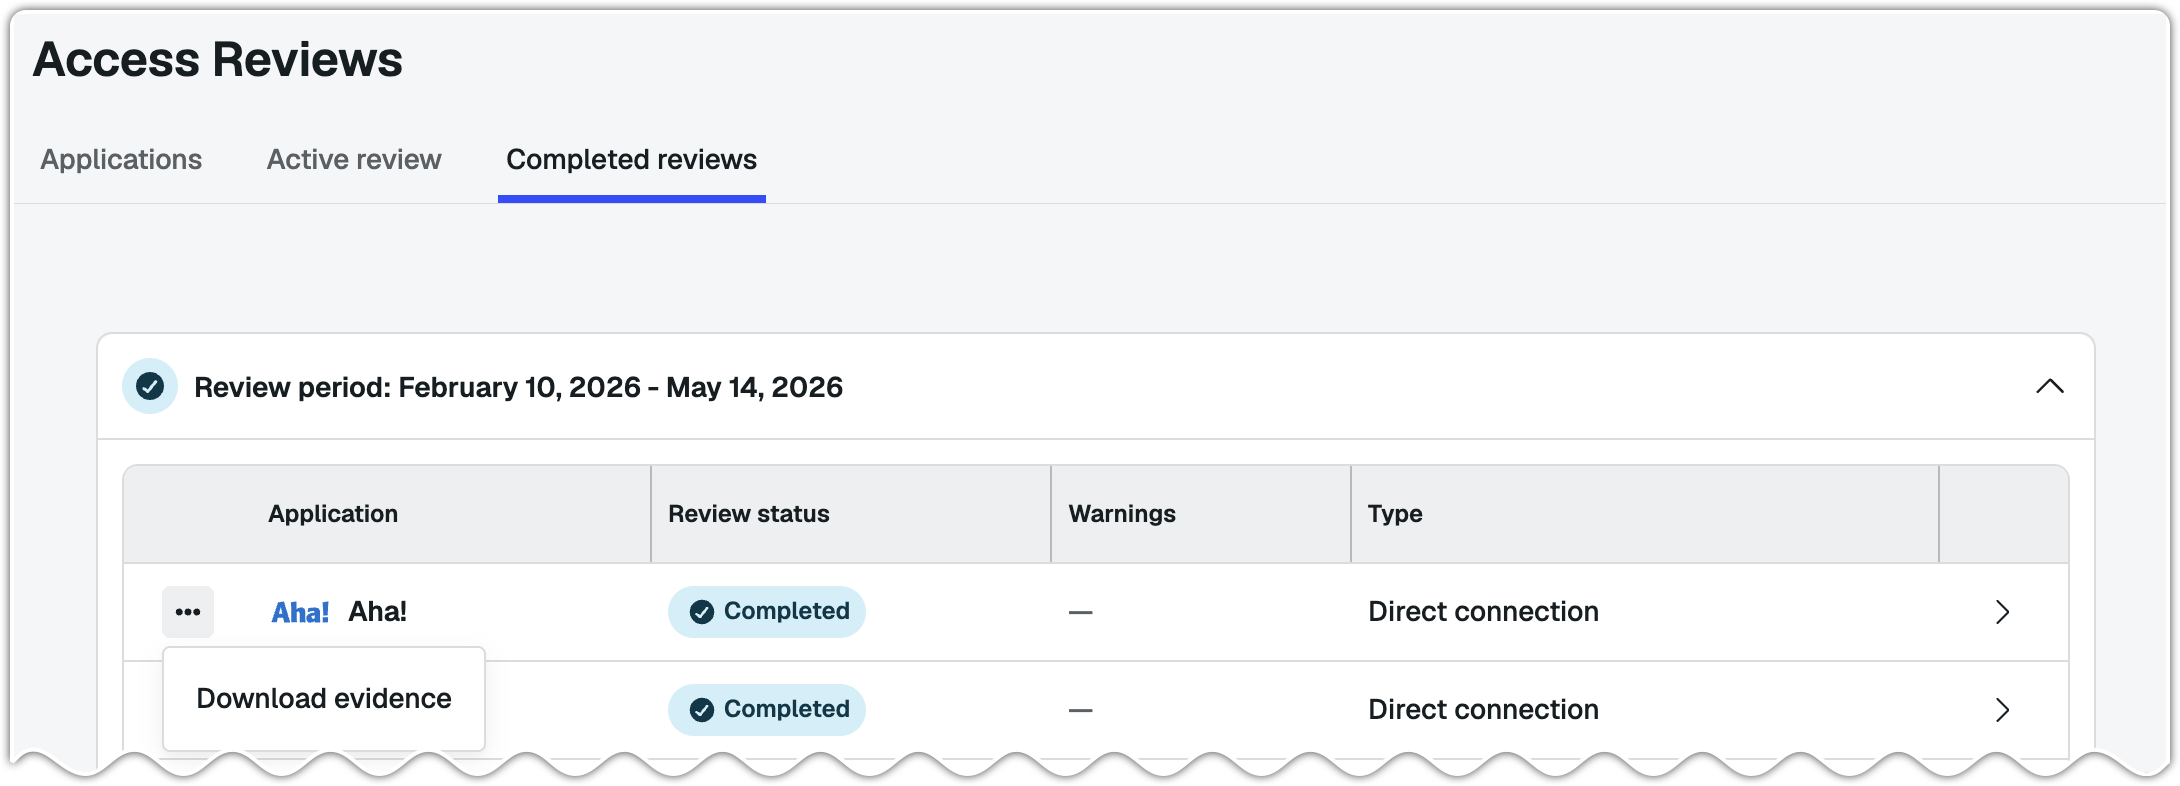 Access Reviews
Applications Active review Completed reviews
Review period: February 10, 2026 - May 14, 2026
Application Review status Warnings Type
Aha! Aha! Completed — Direct connection
Download evidence
Completed — Direct connection